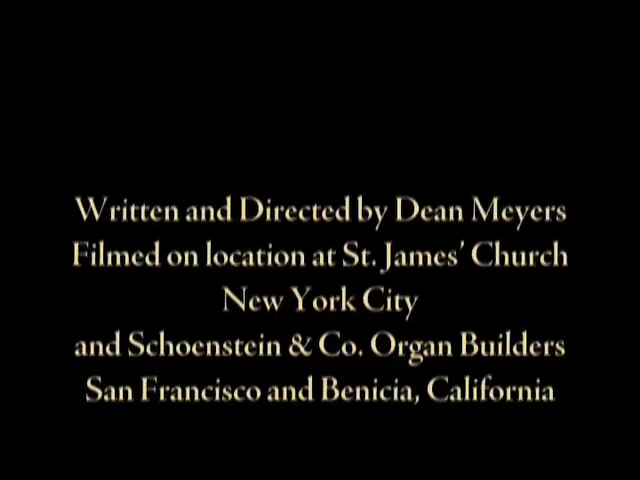 Written and Directed by Dean Meyers
Filmed on location at St. James' Church
New York City
and Schoenstein & Co. Organ Builders
San Francisco and Benicia, California